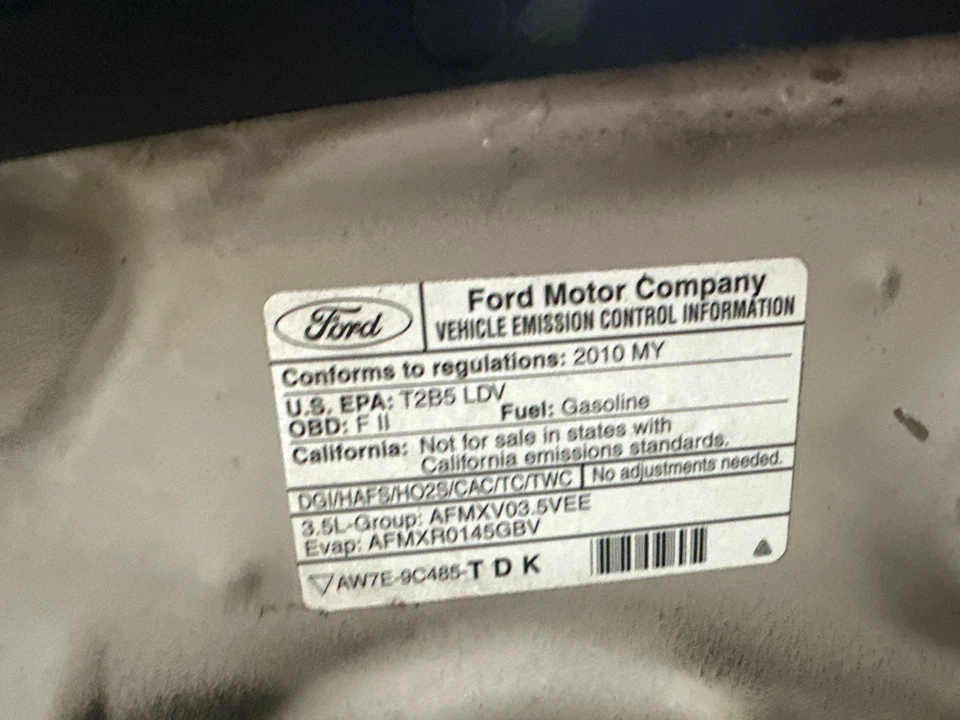 Ford
Ford Motor Company
VEHICLE EMISSION CONTROL INFORMATION
Conforms to regulations: 2010 MY
U.S. EPA: T2B5 LDV
OBD: F II Fuel: Gasoline
California: Not for sale in states with
California emissions standards.
DGI/HAFS/HO2S/CAC/TC/TWC No adjustments needed.
3.5L-Group: AFMXV03.5VEE
Evap: AFMXR0145GBV
AW7E-9C485-TDK